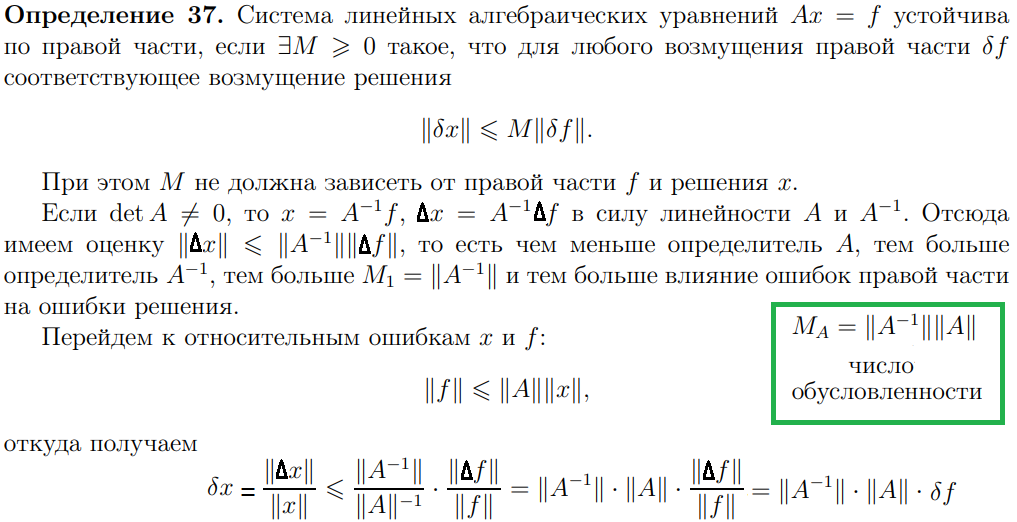 Определение 37. Система линейных алгебраических уравнений Ax = f устойчива
по правой части, если ∃M ⩾ 0 такое, что для любого возмущения правой части δf
соответствующее возмущение решения
‖δx‖ ⩽ M‖δf‖.
При этом M не должна зависеть от правой части f и решения x.
Если det A ≠ 0, то x = A⁻¹f, Δx = A⁻¹Δf в силу линейности A и A⁻¹. Отсюда
имеем оценку ‖Δx‖ ⩽ ‖A⁻¹‖‖Δf‖, то есть чем меньше определитель A, тем больше
определитель A⁻¹, тем больше M₁ = ‖A⁻¹‖ и тем больше влияние ошибок правой части
на ошибки решения.
Перейдем к относительным ошибкам x и f:
‖f‖ ⩽ ‖A‖‖x‖,
M_A = ‖A⁻¹‖‖A‖
число
обусловленности
откуда получаем
δx = ‖Δx‖/‖x‖ ⩽ ‖A⁻¹‖/‖A‖⁻¹ · ‖Δf‖/‖f‖ = ‖A⁻¹‖ · ‖A‖ · ‖Δf‖/‖f‖ = ‖A⁻¹‖ · ‖A‖ · δf